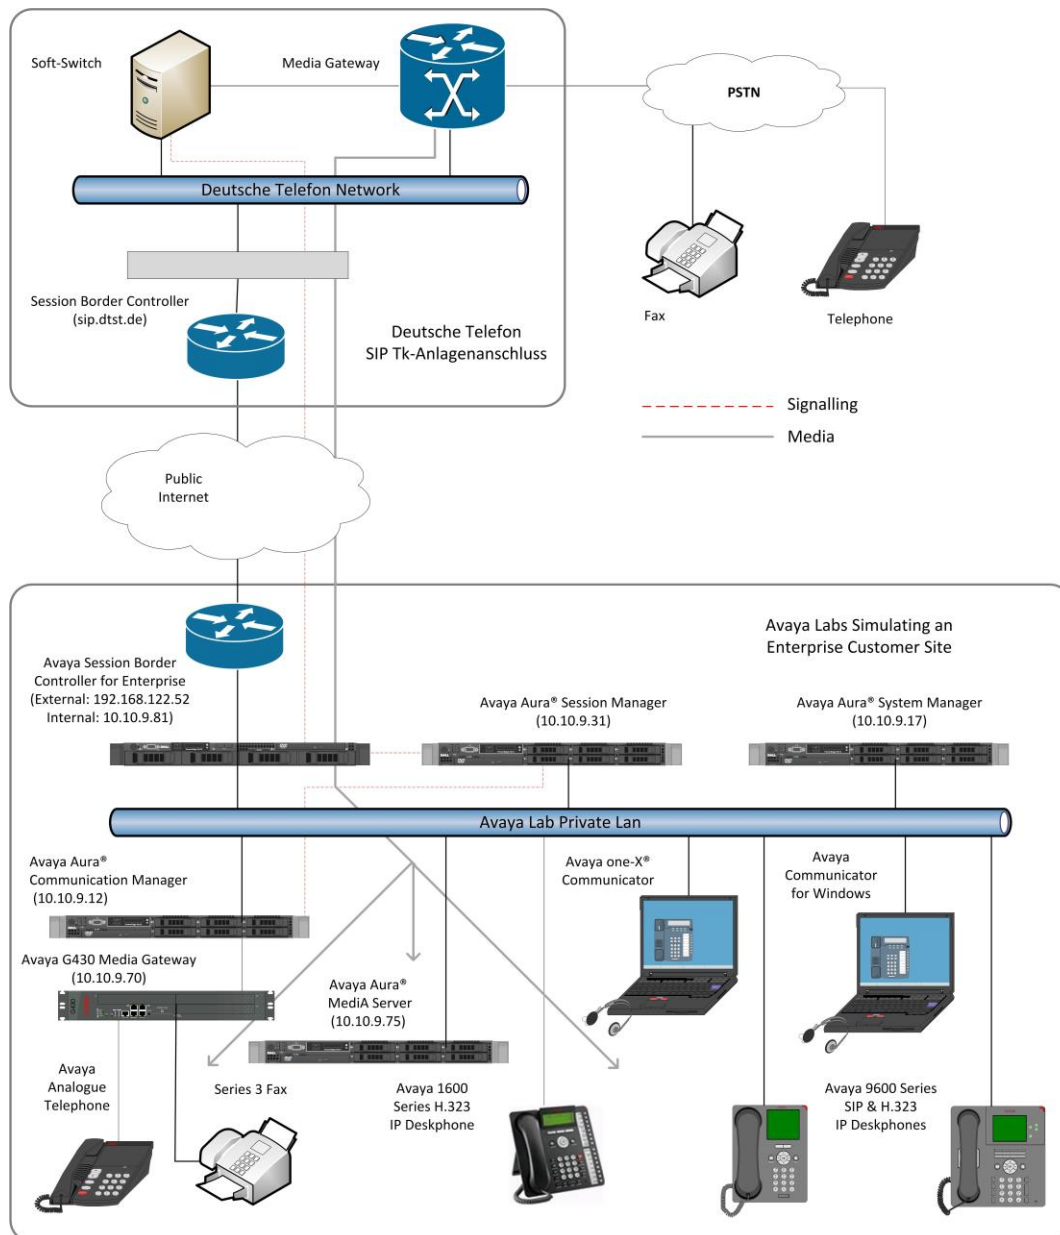 Soft-Switch
Media Gateway
PSTN
Deutsche Telefon Network
Session Border Controller
(sip.dtst.de)
Deutsche Telefon
SIP Tk-Anlagenanschluss
Fax
Telephone
Signalling
Media
Public
Internet
Avaya Labs Simulating an
Enterprise Customer Site
Avaya Session Border
Controller for Enterprise
(External: 192.168.122.52
Internal: 10.10.9.81)
Avaya Aura® Session Manager
(10.10.9.31)
Avaya Aura® System Manager
(10.10.9.17)
Avaya Lab Private Lan
Avaya Aura®
Communication Manager
(10.10.9.12)
Avaya one-X®
Communicator
Avaya
Communicator
for Windows
Avaya G430 Media Gateway
(10.10.9.70)
G430
Avaya Aura®
MediA Server
(10.10.9.75)
Avaya
Analogue
Telephone
Series 3 Fax
Avaya 1600
Series H.323
IP Deskphone
Avaya 9600 Series
SIP & H.323
IP Deskphones